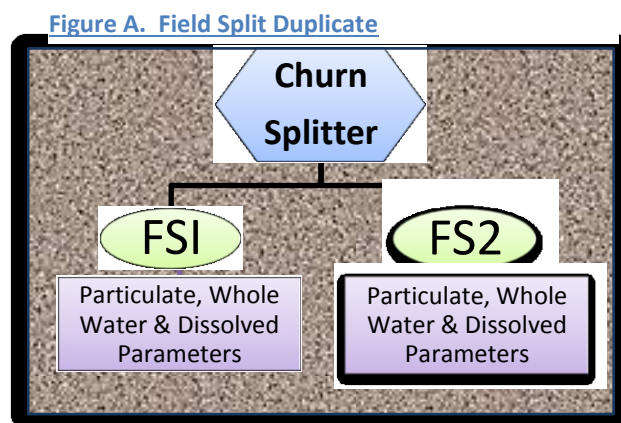 Figure A.  Field Split Duplicate
Churn
Splitter
FSI
FS2
Particulate, Whole
Water & Dissolved
Parameters
Particulate, Whole
Water & Dissolved
Parameters